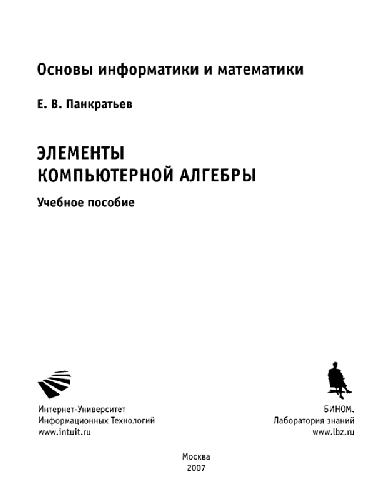 Основы информатики и математики
Е. В. Панкратьев
ЭЛЕМЕНТЫ
КОМПЬЮТЕРНОЙ АЛГЕБРЫ
Учебное пособие
Интернет-Университет
Информационных Технологий
www.intuit.ru
БИНОМ.
Лаборатория знаний
www.lbz.ru
Москва
2007